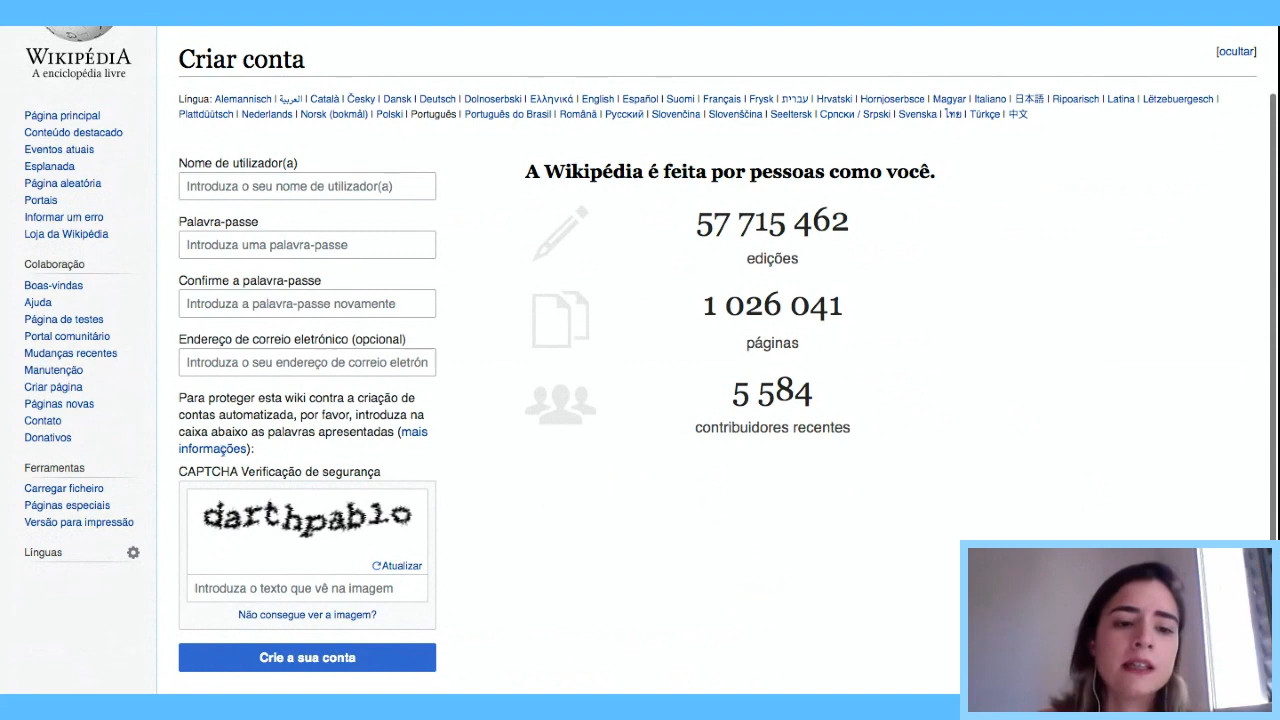 WIKIPÉDIA
A enciclopédia livre
Página principal
Conteúdo destacado
Eventos atuais
Esplanada
Página aleatória
Portais
Informar um erro
Loja da Wikipédia
Colaboração
Boas-vindas
Ajuda
Página de testes
Portal comunitário
Mudanças recentes
Manutenção
Criar página
Páginas novas
Contato
Donativos
Ferramentas
Carregar ficheiro
Páginas especiais
Versão para impressão
Línguas
Criar conta
[ocultar]
Língua: Alemannisch | العربية | Català | Česky | Dansk | Deutsch | Dolnoserbski | Ελληνικά | English | Español | Suomi | Français | Frysk | עברית | Hrvatski | Hornjoserbsce | Magyar | Italiano | 日本語 | Ripoarisch | Latina | Lëtzebuergesch |
Plattdüütsch | Nederlands | Norsk (bokmål) | Polski | Português | Português do Brasil | Română | Русский | Slovenčina | Slovenščina | Seeltersk | Српски / Srpski | Svenska | ไทย | Türkçe | 中文
Nome de utilizador(a)
Introduza o seu nome de utilizador(a)
Palavra-passe
Introduza uma palavra-passe
Confirme a palavra-passe
Introduza a palavra-passe novamente
Endereço de correio eletrónico (opcional)
Introduza o seu endereço de correio eletrón
Para proteger esta wiki contra a criação de
contas automatizada, por favor, introduza na
caixa abaixo as palavras apresentadas (mais
informações):
CAPTCHA Verificação de segurança
darthpablo
Atualizar
Introduza o texto que vê na imagem
Não consegue ver a imagem?
Crie a sua conta
A Wikipédia é feita por pessoas como você.
57 715 462
edições
1 026 041
páginas
5 584
contribuidores recentes